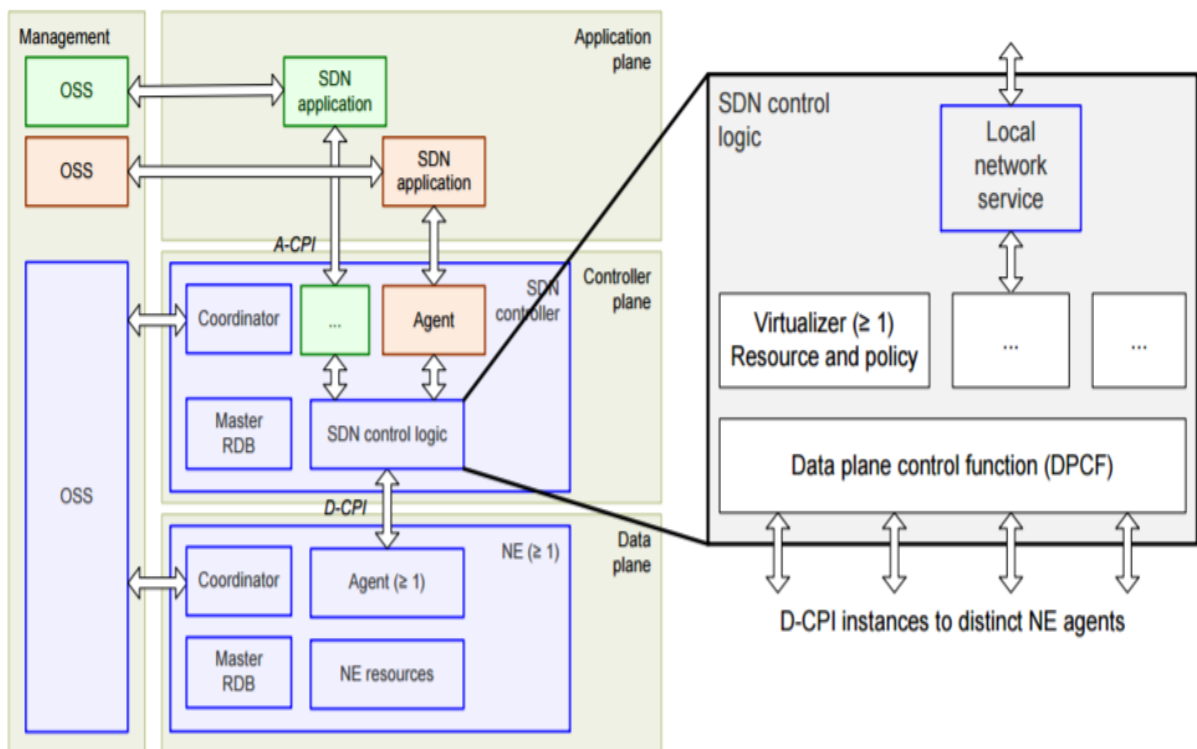 Management
OSS
OSS
OSS
Application
plane
SDN
application
SDN
application
A-CPI
Controller
plane
SDN
controller
Coordinator
...
Agent
Master
RDB
SDN control logic
D-CPI
Data
plane
NE (≥ 1)
Coordinator
Agent (≥ 1)
Master
RDB
NE resources
SDN control
logic
Local
network
service
Virtualizer (≥ 1)
Resource and policy
...
...
Data plane control function (DPCF)
D-CPI instances to distinct NE agents